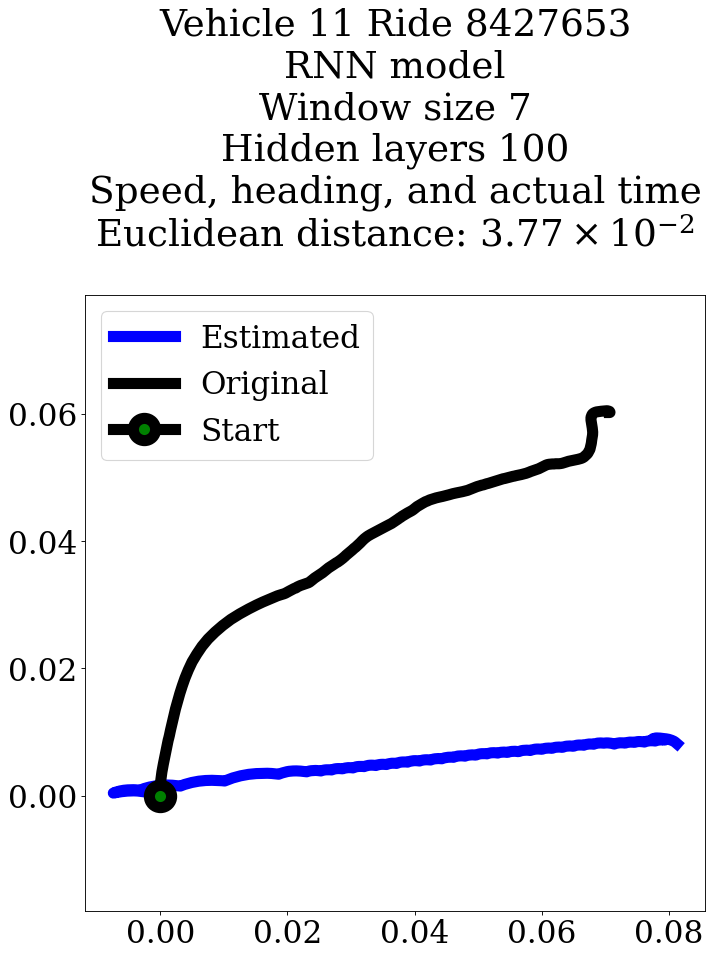 Vehicle 11 Ride 8427653
RNN model
Window size 7
Hidden layers 100
Speed, heading, and actual time
Euclidean distance: 3.77 × 10⁻²
Estimated
Original
Start
0.06
0.04
0.02
0.00
0.00 0.02 0.04 0.06 0.08